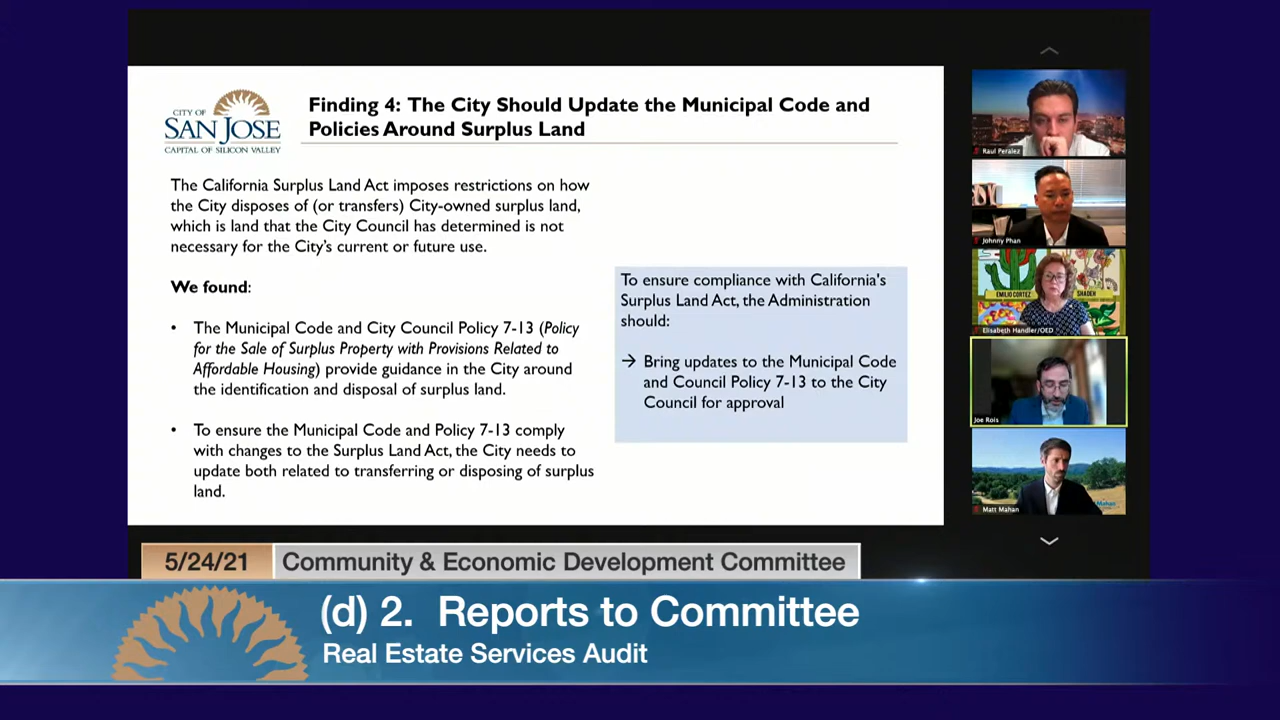 CITY OF
SAN JOSE
CAPITAL OF SILICON VALLEY
Finding 4: The City Should Update the Municipal Code and
Policies Around Surplus Land
The California Surplus Land Act imposes restrictions on how
the City disposes of (or transfers) City-owned surplus land,
which is land that the City Council has determined is not
necessary for the City's current or future use.
We found:
• The Municipal Code and City Council Policy 7-13 (Policy
for the Sale of Surplus Property with Provisions Related to
Affordable Housing) provide guidance in the City around
the identification and disposal of surplus land.
• To ensure the Municipal Code and Policy 7-13 comply
with changes to the Surplus Land Act, the City needs to
update both related to transferring or disposing of surplus
land.
To ensure compliance with California's
Surplus Land Act, the Administration
should:
→ Bring updates to the Municipal Code
and Council Policy 7-13 to the City
Council for approval
Raul Peralez
Johnny Phan
EMILIO CORTEZ
SHADEH
Elisabeth Handler/OED
Joe Rois
Matt Mahan
5/24/21
Community & Economic Development Committee
(d) 2. Reports to Committee
Real Estate Services Audit